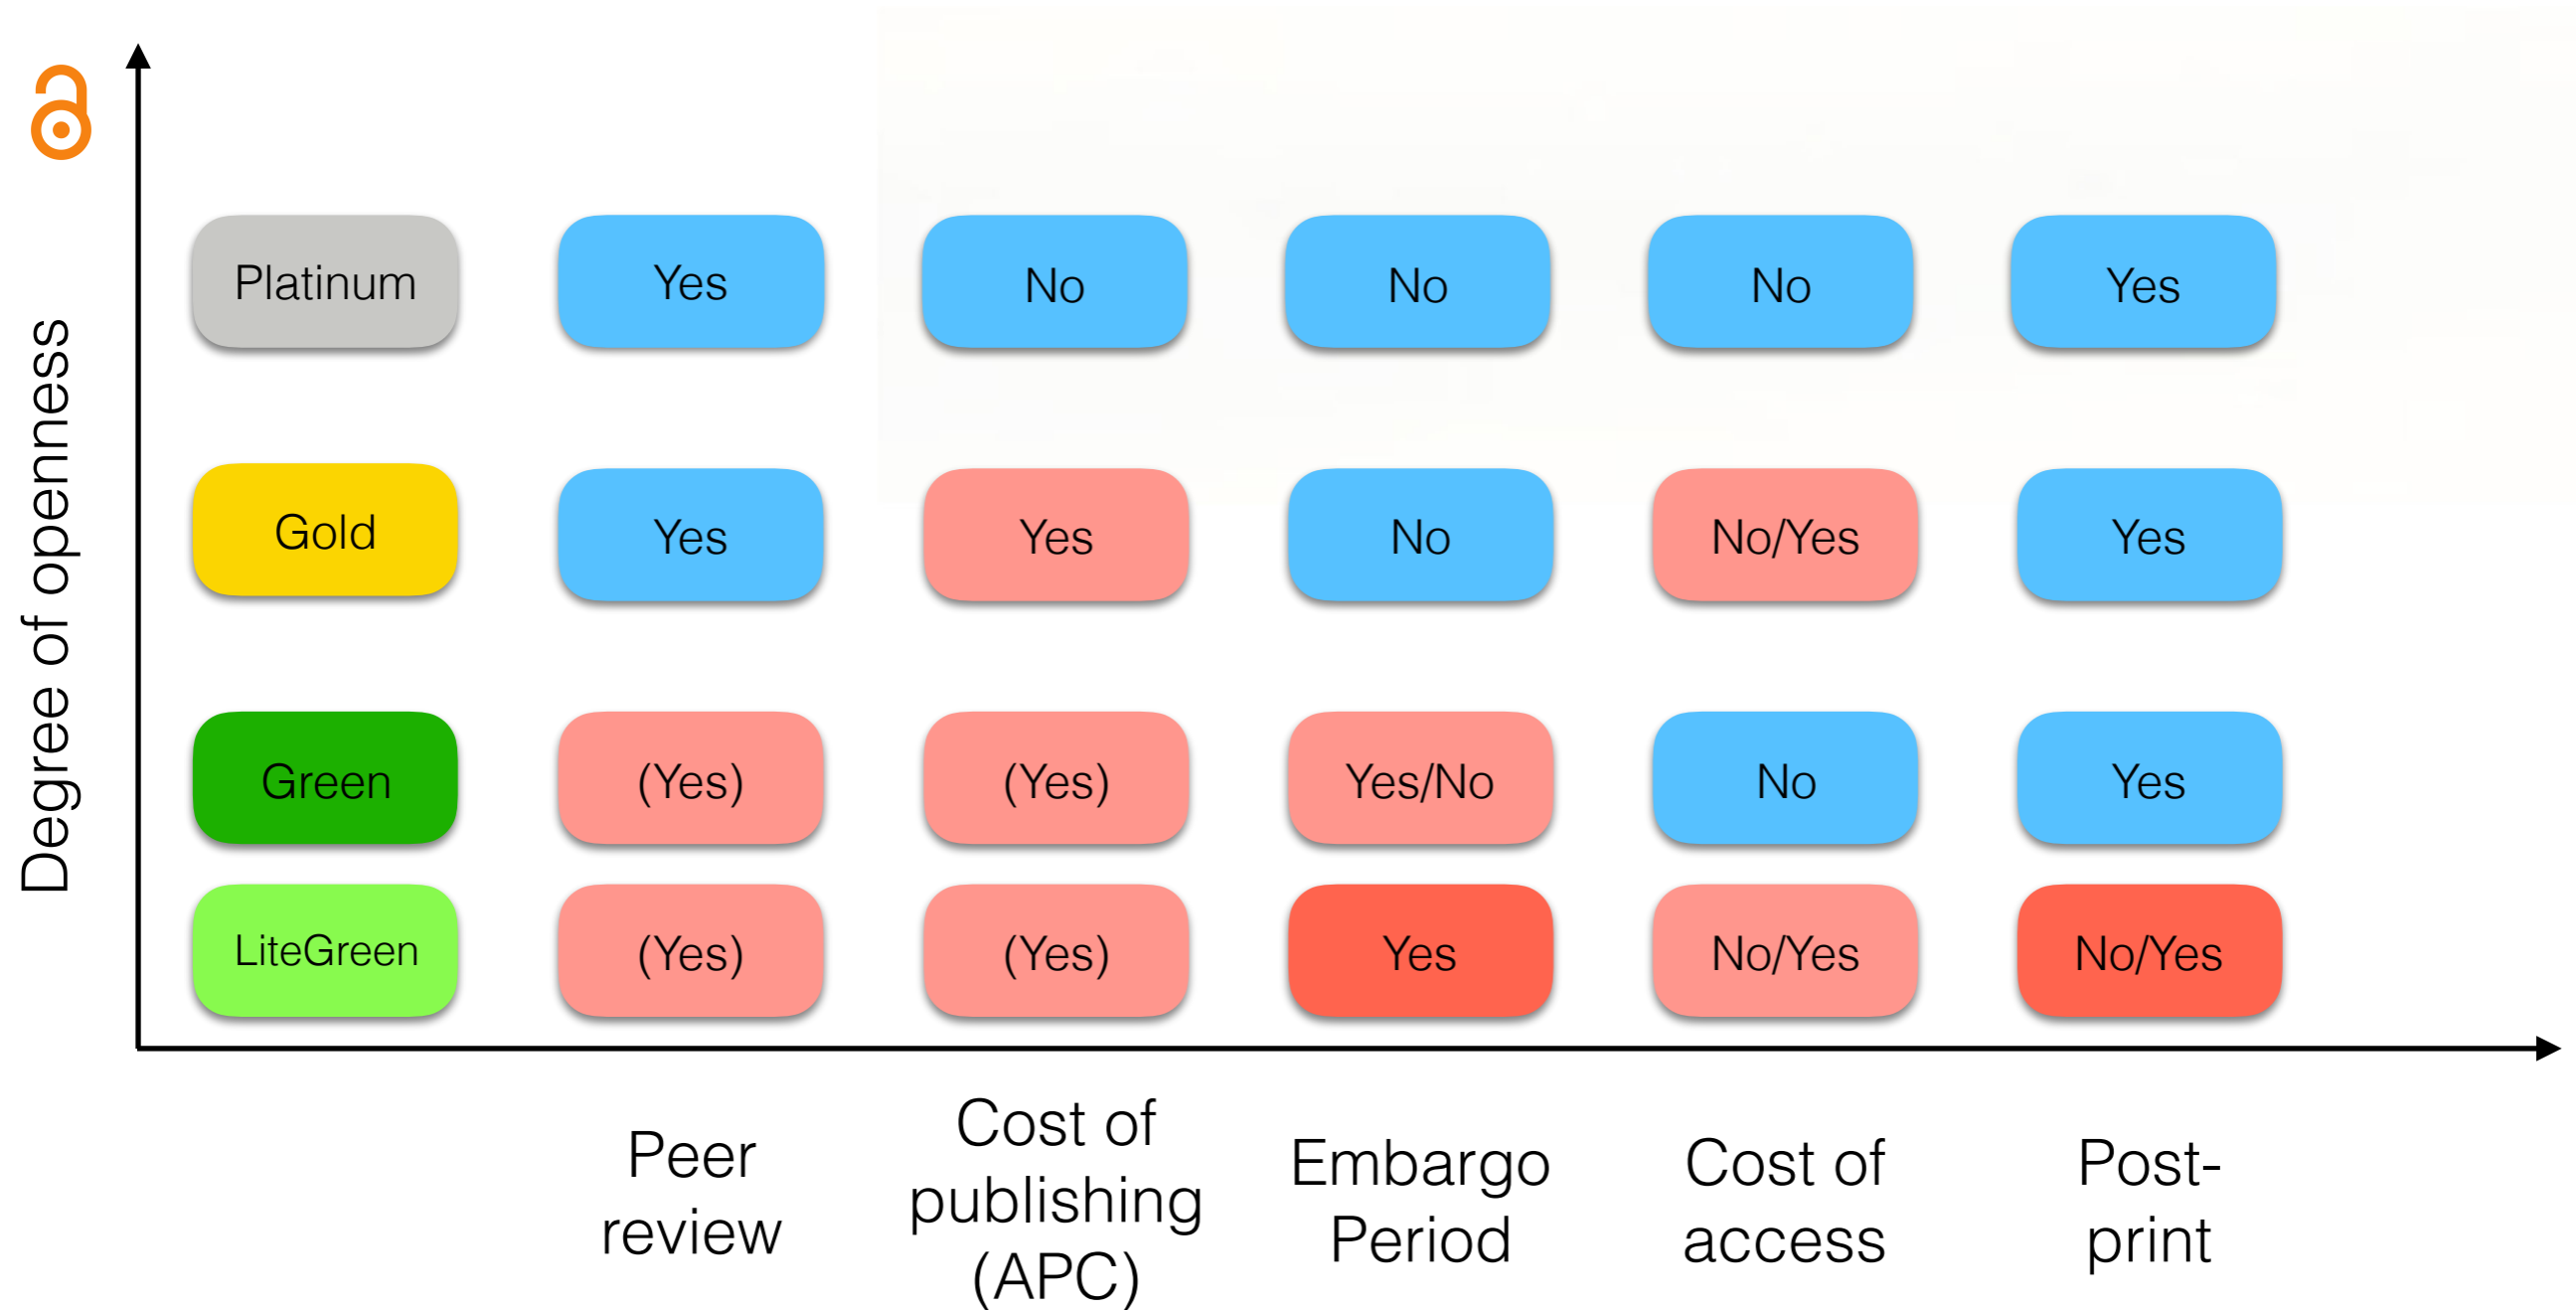 Degree of openness
Platinum Yes No No No Yes
Gold Yes Yes No No/Yes Yes
Green (Yes) (Yes) Yes/No No Yes
LiteGreen (Yes) (Yes) Yes No/Yes No/Yes
Peer
review
Cost of
publishing
(APC)
Embargo
Period
Cost of
access
Post-
print